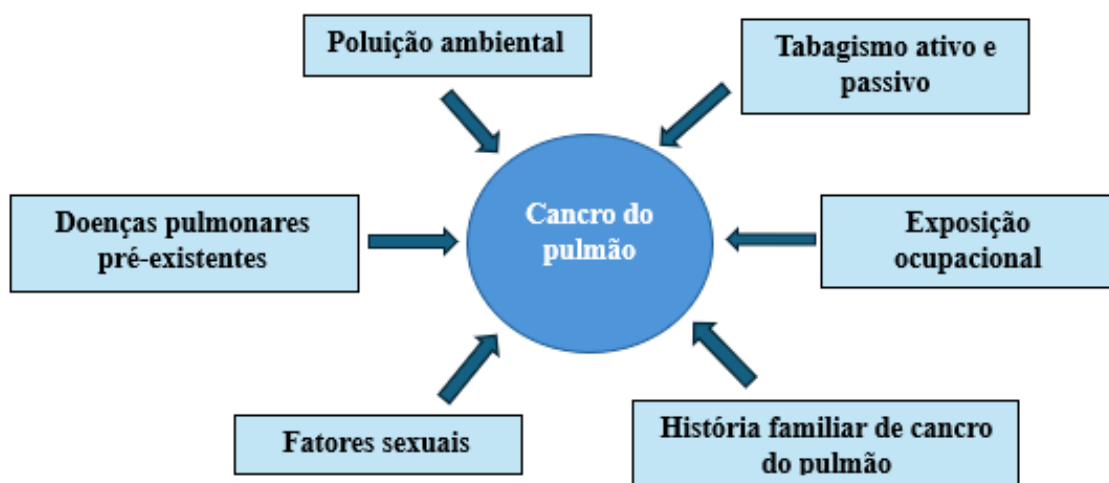 Poluição ambiental
Tabagismo ativo e
passivo
Doenças pulmonares
pré-existentes
Cancro do
pulmão
Exposição
ocupacional
Fatores sexuais
História familiar de cancro
do pulmão